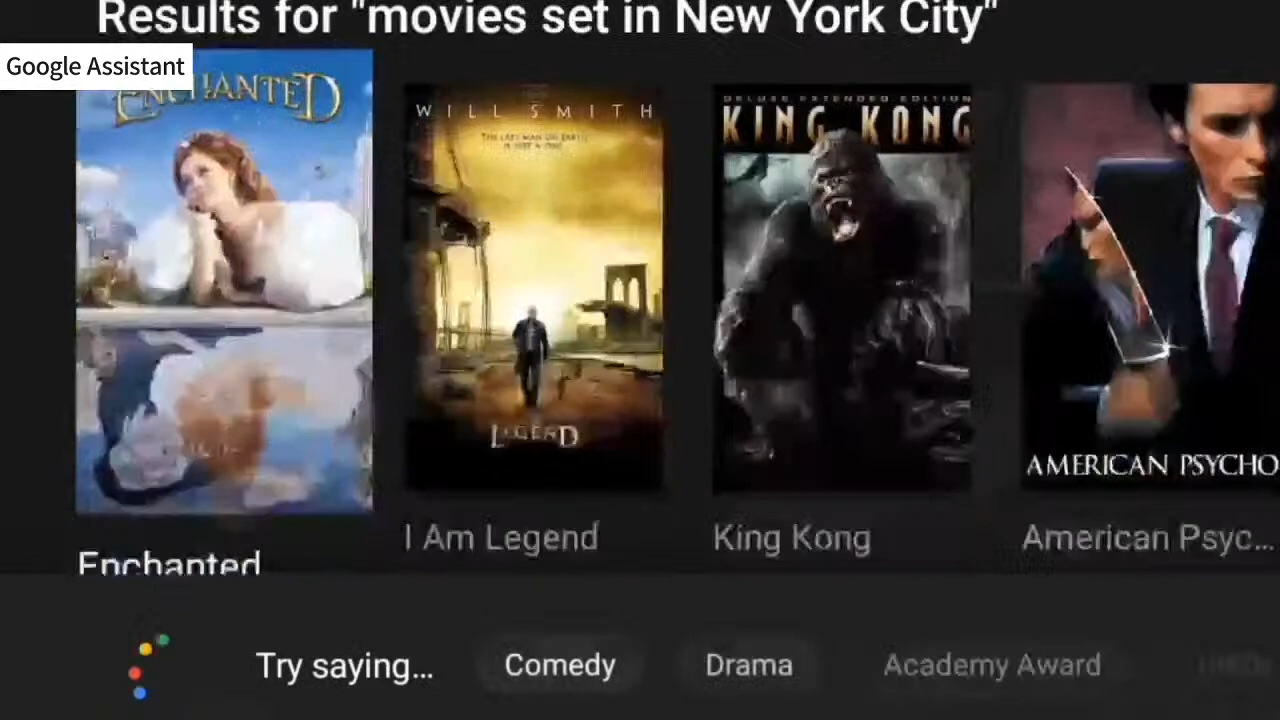 Results for "movies set in New York City"
Google Assistant
ENCHANTED
WILL SMITH
THE LAST MAN ON EARTH
IS NOT ALONE
LEGEND
DELUXE EXTENDED EDITION
KING KONG
AMERICAN PSYCHO
Enchanted
I Am Legend
King Kong
American Psyc...
Try saying...
Comedy
Drama
Academy Award